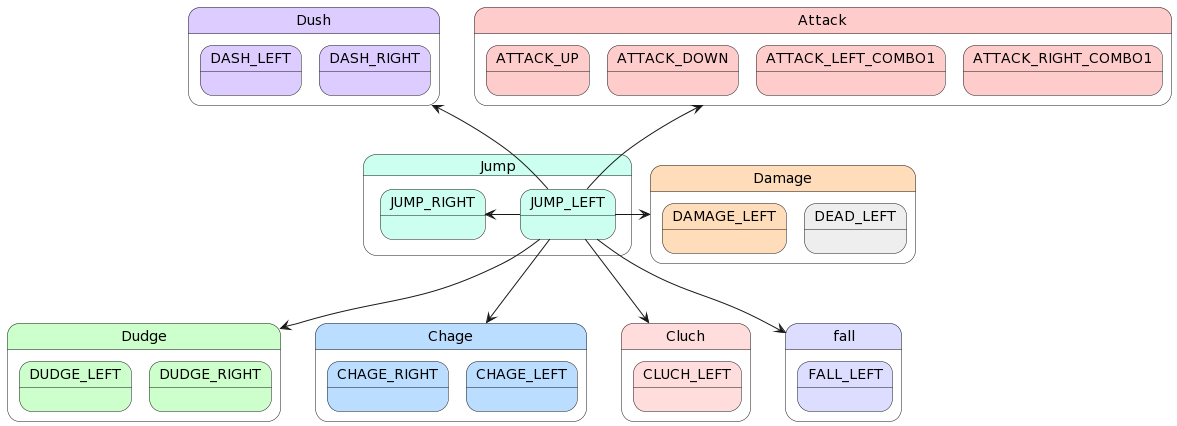 Dush
DASH_LEFT
DASH_RIGHT
Attack
ATTACK_UP
ATTACK_DOWN
ATTACK_LEFT_COMBO1
ATTACK_RIGHT_COMBO1
Jump
JUMP_RIGHT
JUMP_LEFT
Damage
DAMAGE_LEFT
DEAD_LEFT
Dudge
DUDGE_LEFT
DUDGE_RIGHT
Chage
CHAGE_RIGHT
CHAGE_LEFT
Cluch
CLUCH_LEFT
fall
FALL_LEFT